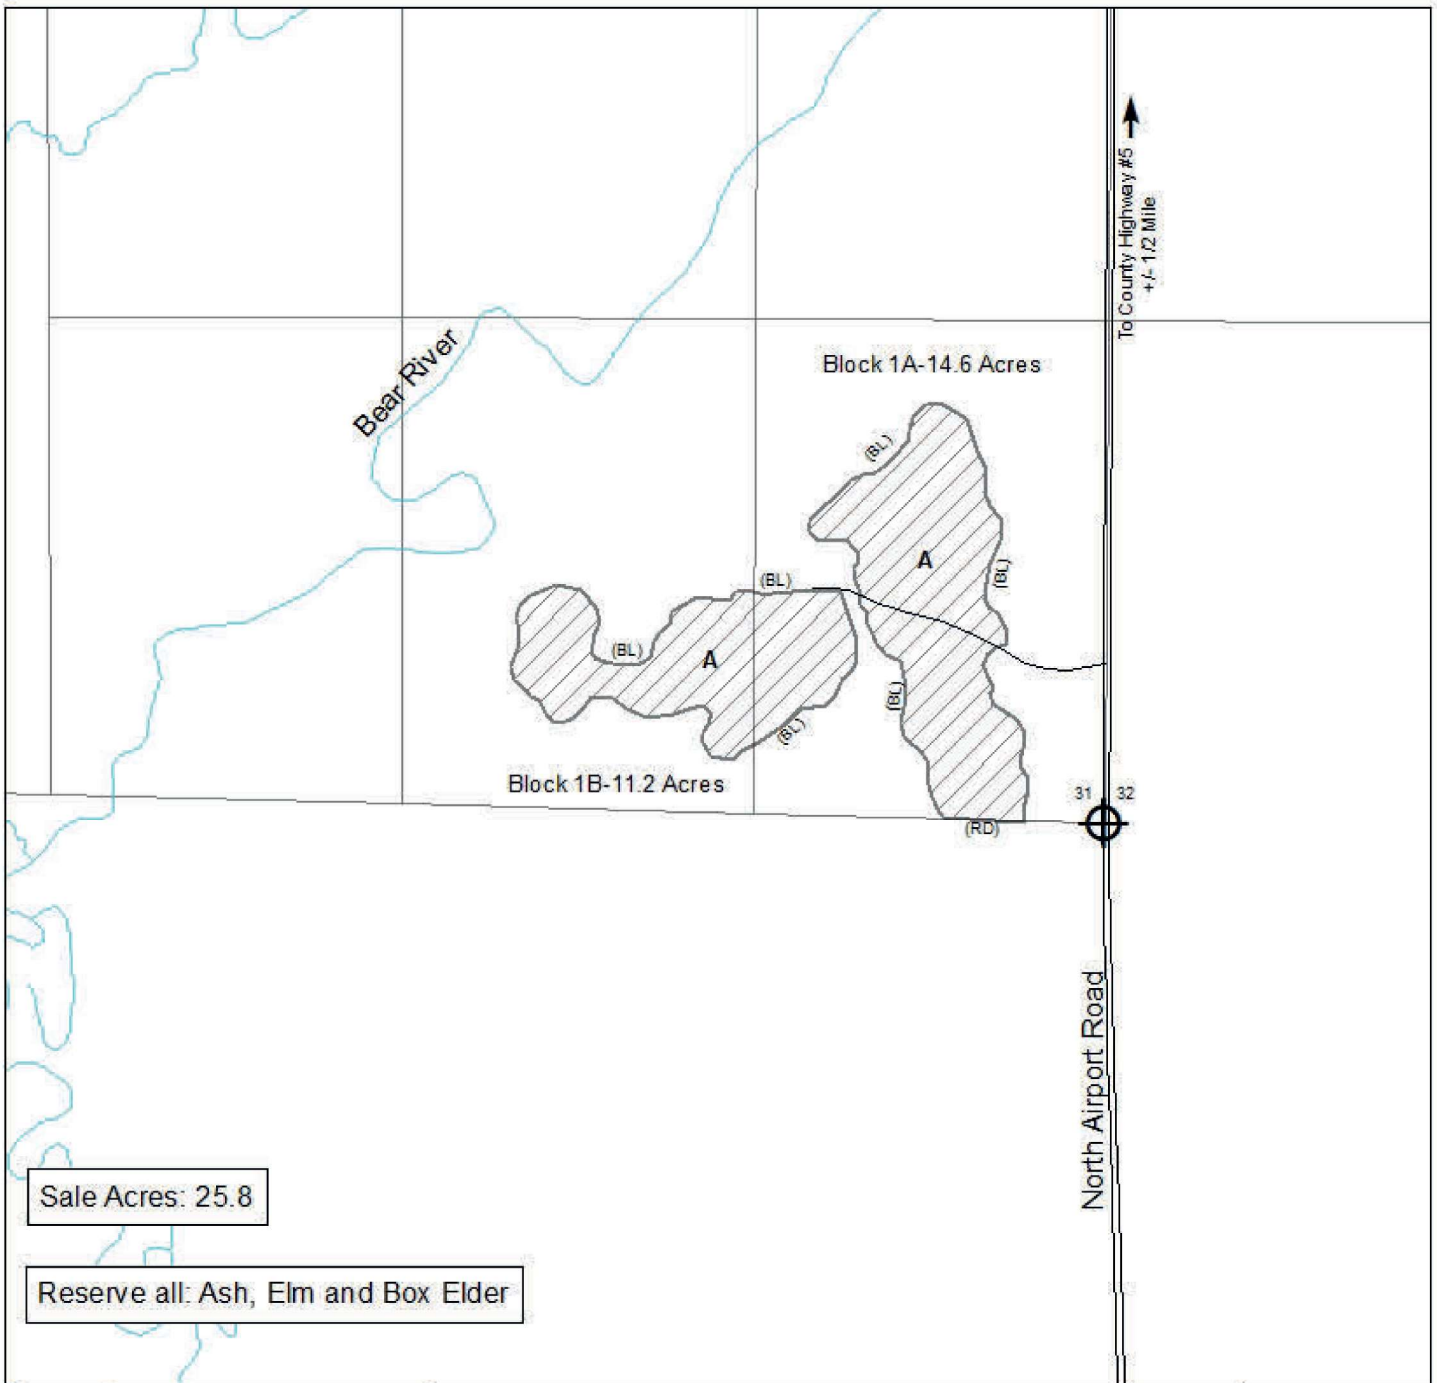 To County Highway #5
+/- 1/2 Mile
Bear River
Block 1A-14.6 Acres
(BL)
A
(BL)
(BL)
(BL)
A
(BL)
(BL)
Block 1B-11.2 Acres
31 32
(RD)
North Airport Road
Sale Acres: 25.8
Reserve all: Ash, Elm and Box Elder